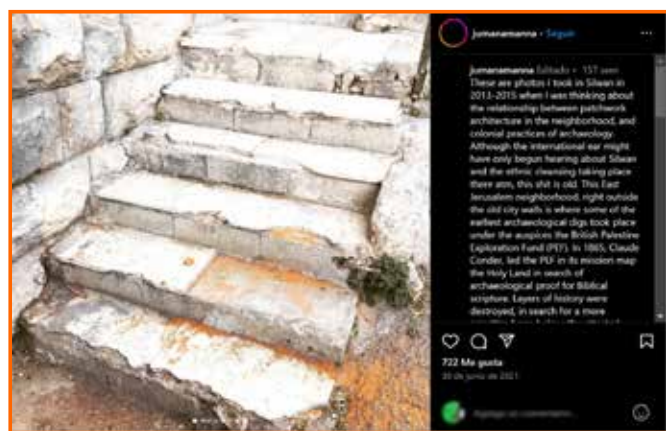 jumanamanna • Seguir
jumanamanna Editado • 157 sem
These are photos I took in Silwan in
2013-2015 when I was thinking about
the relationship between patchwork
architecture in the neighborhood, and
colonial practices of archaeology.
Although the international ear might
have only begun hearing about Silwan
and the ethnic cleansing taking place
there atm, this shit is old. This East
Jerusalem neighborhood, right outside
the old city walls is where some of the
earliest archaeological digs took place
under the auspices the British Palestine
Exploration Fund (PEF). In 1865, Claude
Conder, led the PEF in its mission map
the Holy Land in search of
archaeological proof for Biblical
scripture. Layers of history were
destroyed, in search for a more
722 Me gusta
30 de junio de 2021
Agrega un comentario...